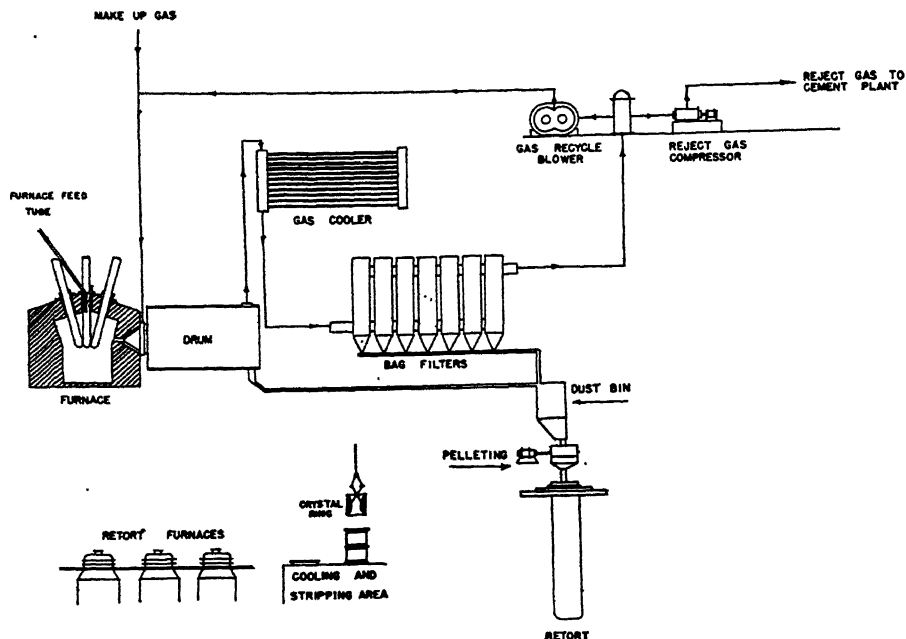 MAKE UP GAS
REJECT GAS TO
CEMENT PLANT
GAS RECYCLE
BLOWER
REJECT GAS
COMPRESSOR
FURNACE FEED
TUBE
GAS COOLER
DRUM
BAG FILTERS
FURNACE
DUST BIN
PELLETING
CRYSTAL
RING
RETORT FURNACES
COOLING AND
STRIPPING AREA
RETORT